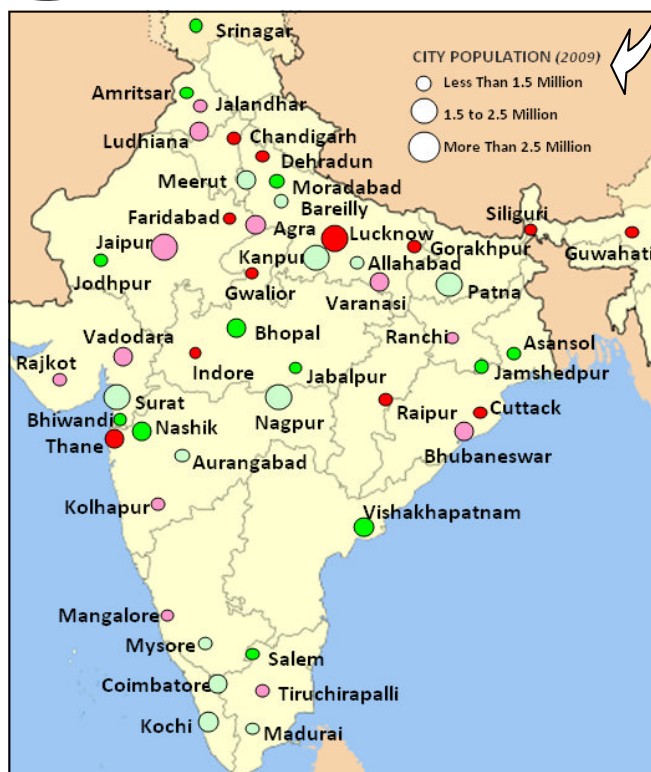 Srinagar
CITY POPULATION (2009)
Less Than 1.5 Million
1.5 to 2.5 Million
More Than 2.5 Million
Amritsar
Jalandhar
Ludhiana
Chandigarh
Dehradun
Meerut
Moradabad
Bareilly
Faridabad
Agra
Lucknow
Siliguri
Jaipur
Kanpur
Gorakhpur
Guwahati
Allahabad
Jodhpur
Gwalior
Varanasi
Patna
Bhopal
Ranchi
Asansol
Vadodara
Rajkot
Indore
Jabalpur
Jamshedpur
Surat
Nagpur
Raipur
Cuttack
Bhiwandi
Nashik
Thane
Bhubaneswar
Aurangabad
Kolhapur
Vishakhapatnam
Mangalore
Mysore
Salem
Coimbatore
Tiruchirapalli
Kochi
Madurai